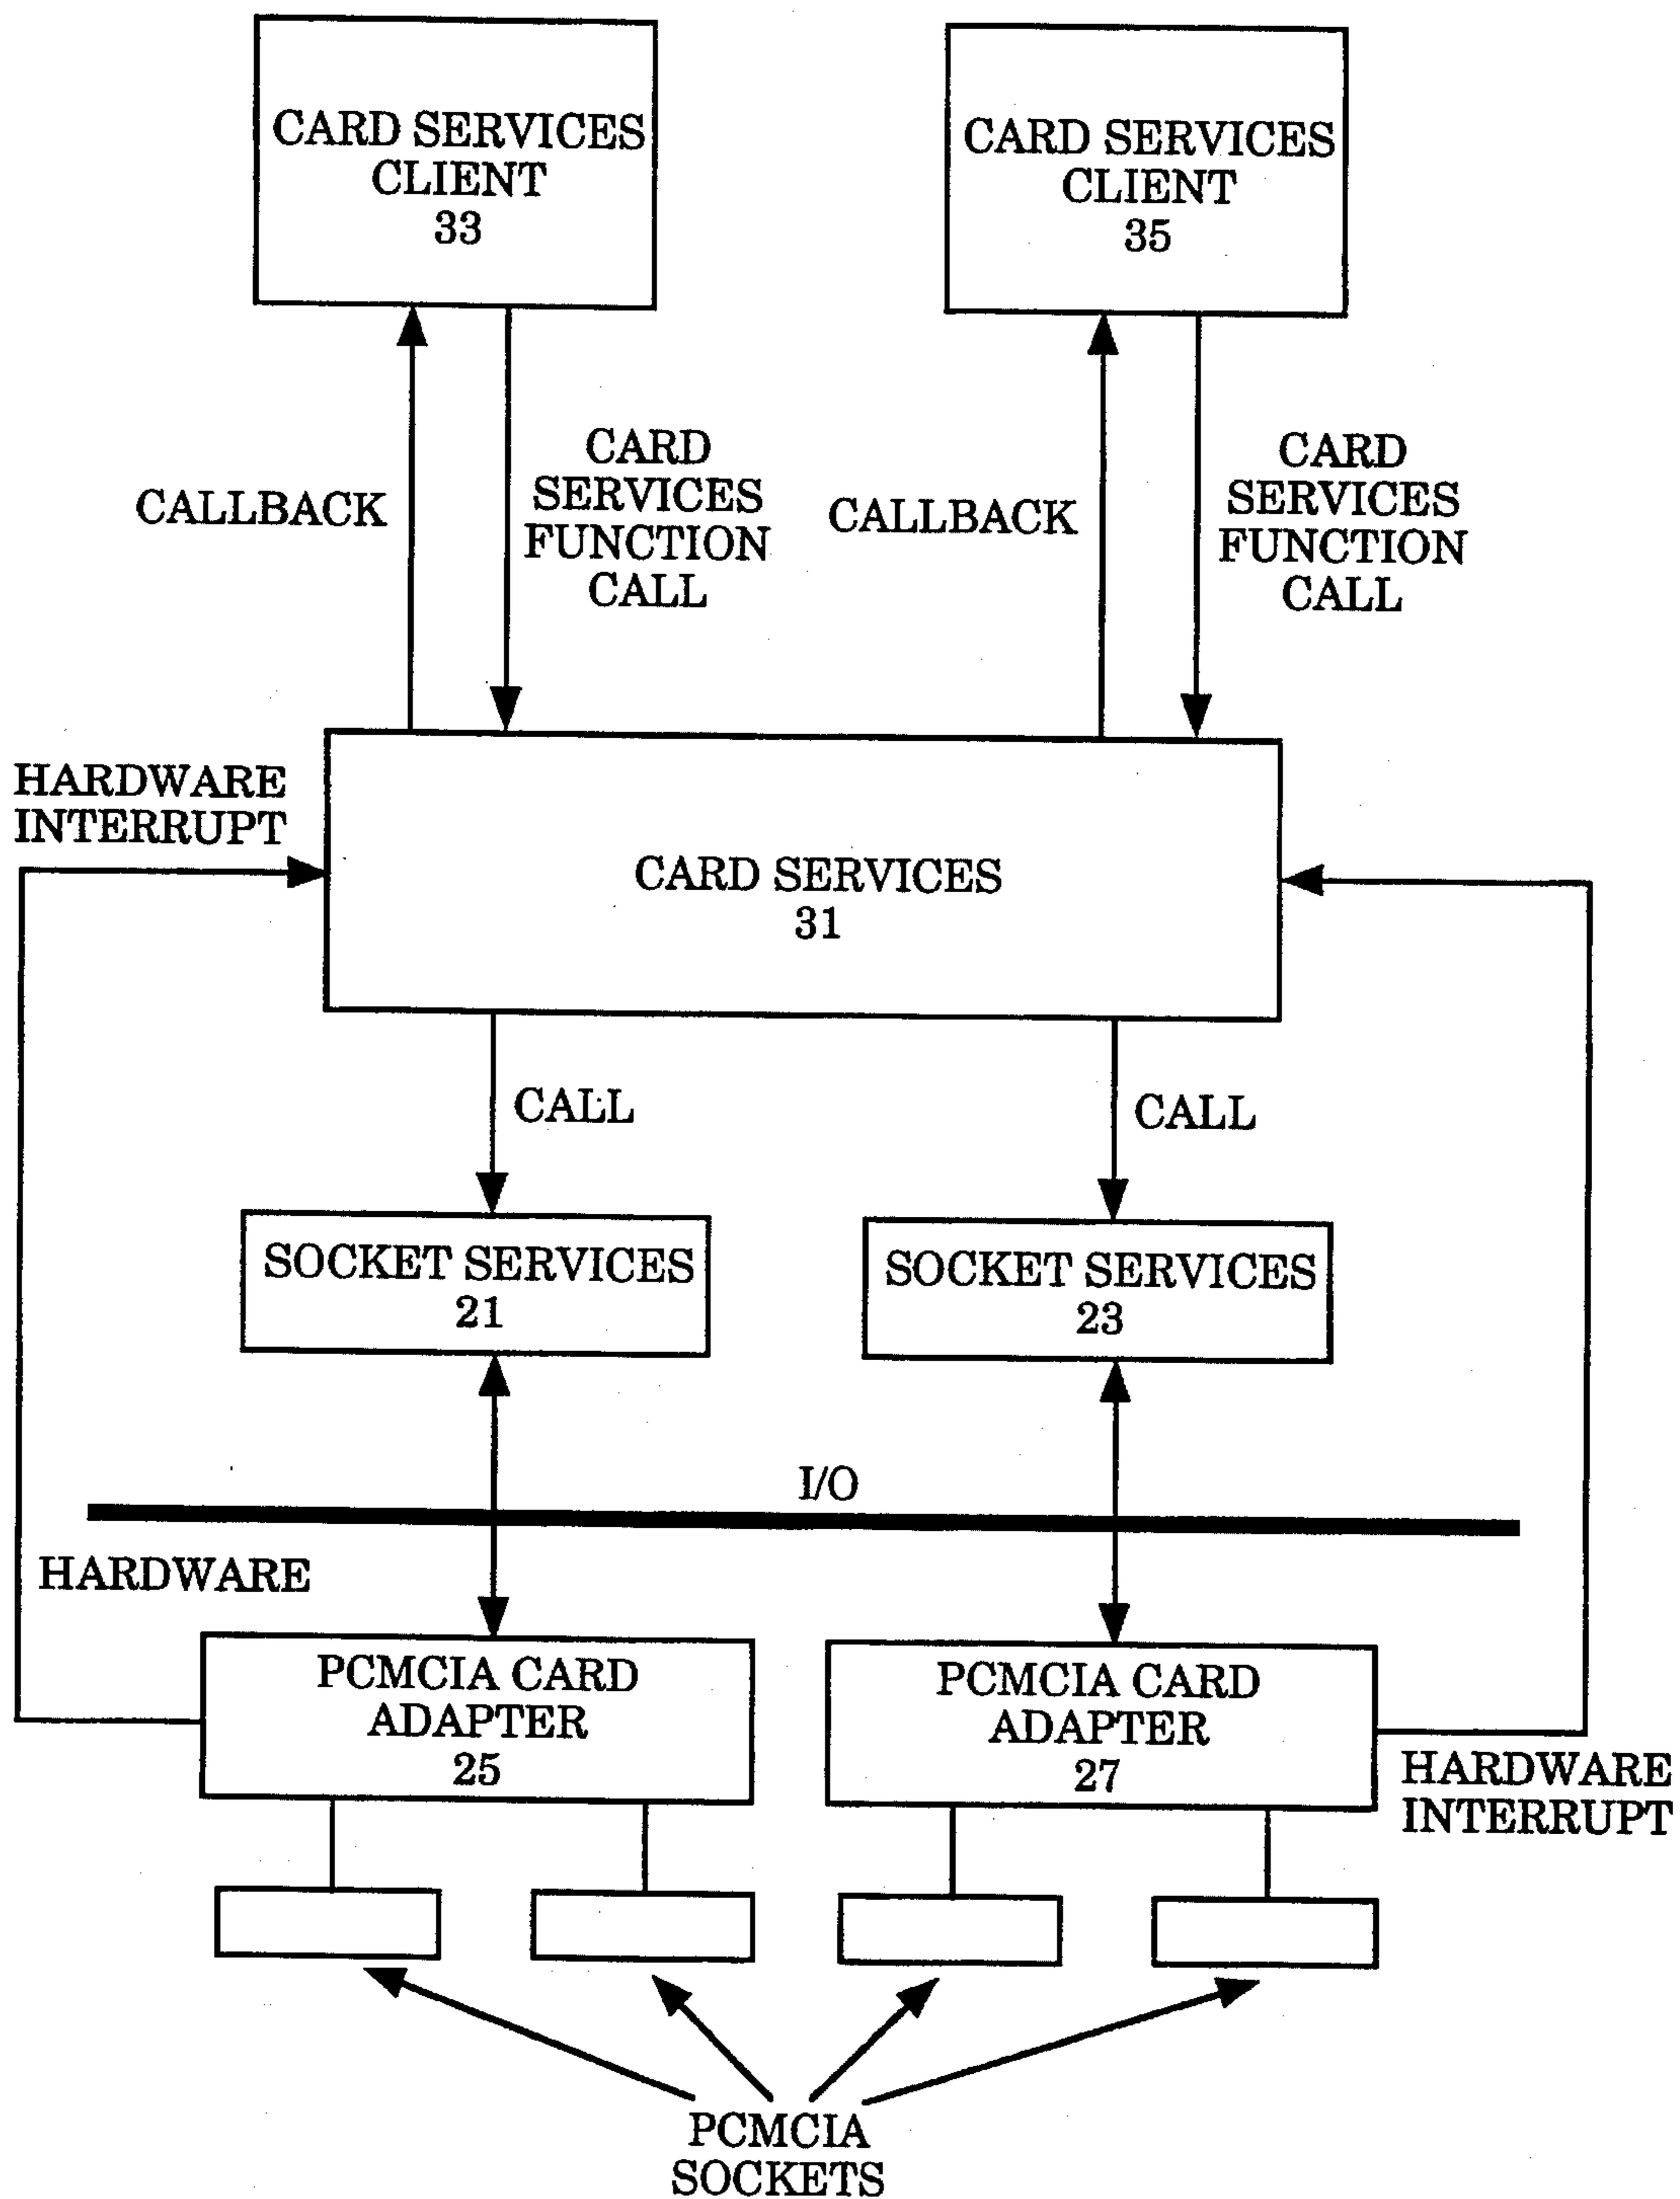 CARD SERVICES
CLIENT
33
CARD SERVICES
CLIENT
35
CALLBACK
CARD
SERVICES
FUNCTION
CALL
CALLBACK
CARD
SERVICES
FUNCTION
CALL
HARDWARE
INTERRUPT
CARD SERVICES
31
CALL
CALL
SOCKET SERVICES
21
SOCKET SERVICES
23
I/O
HARDWARE
PCMCIA CARD
ADAPTER
25
PCMCIA CARD
ADAPTER
27
HARDWARE
INTERRUPT
PCMCIA
SOCKETS